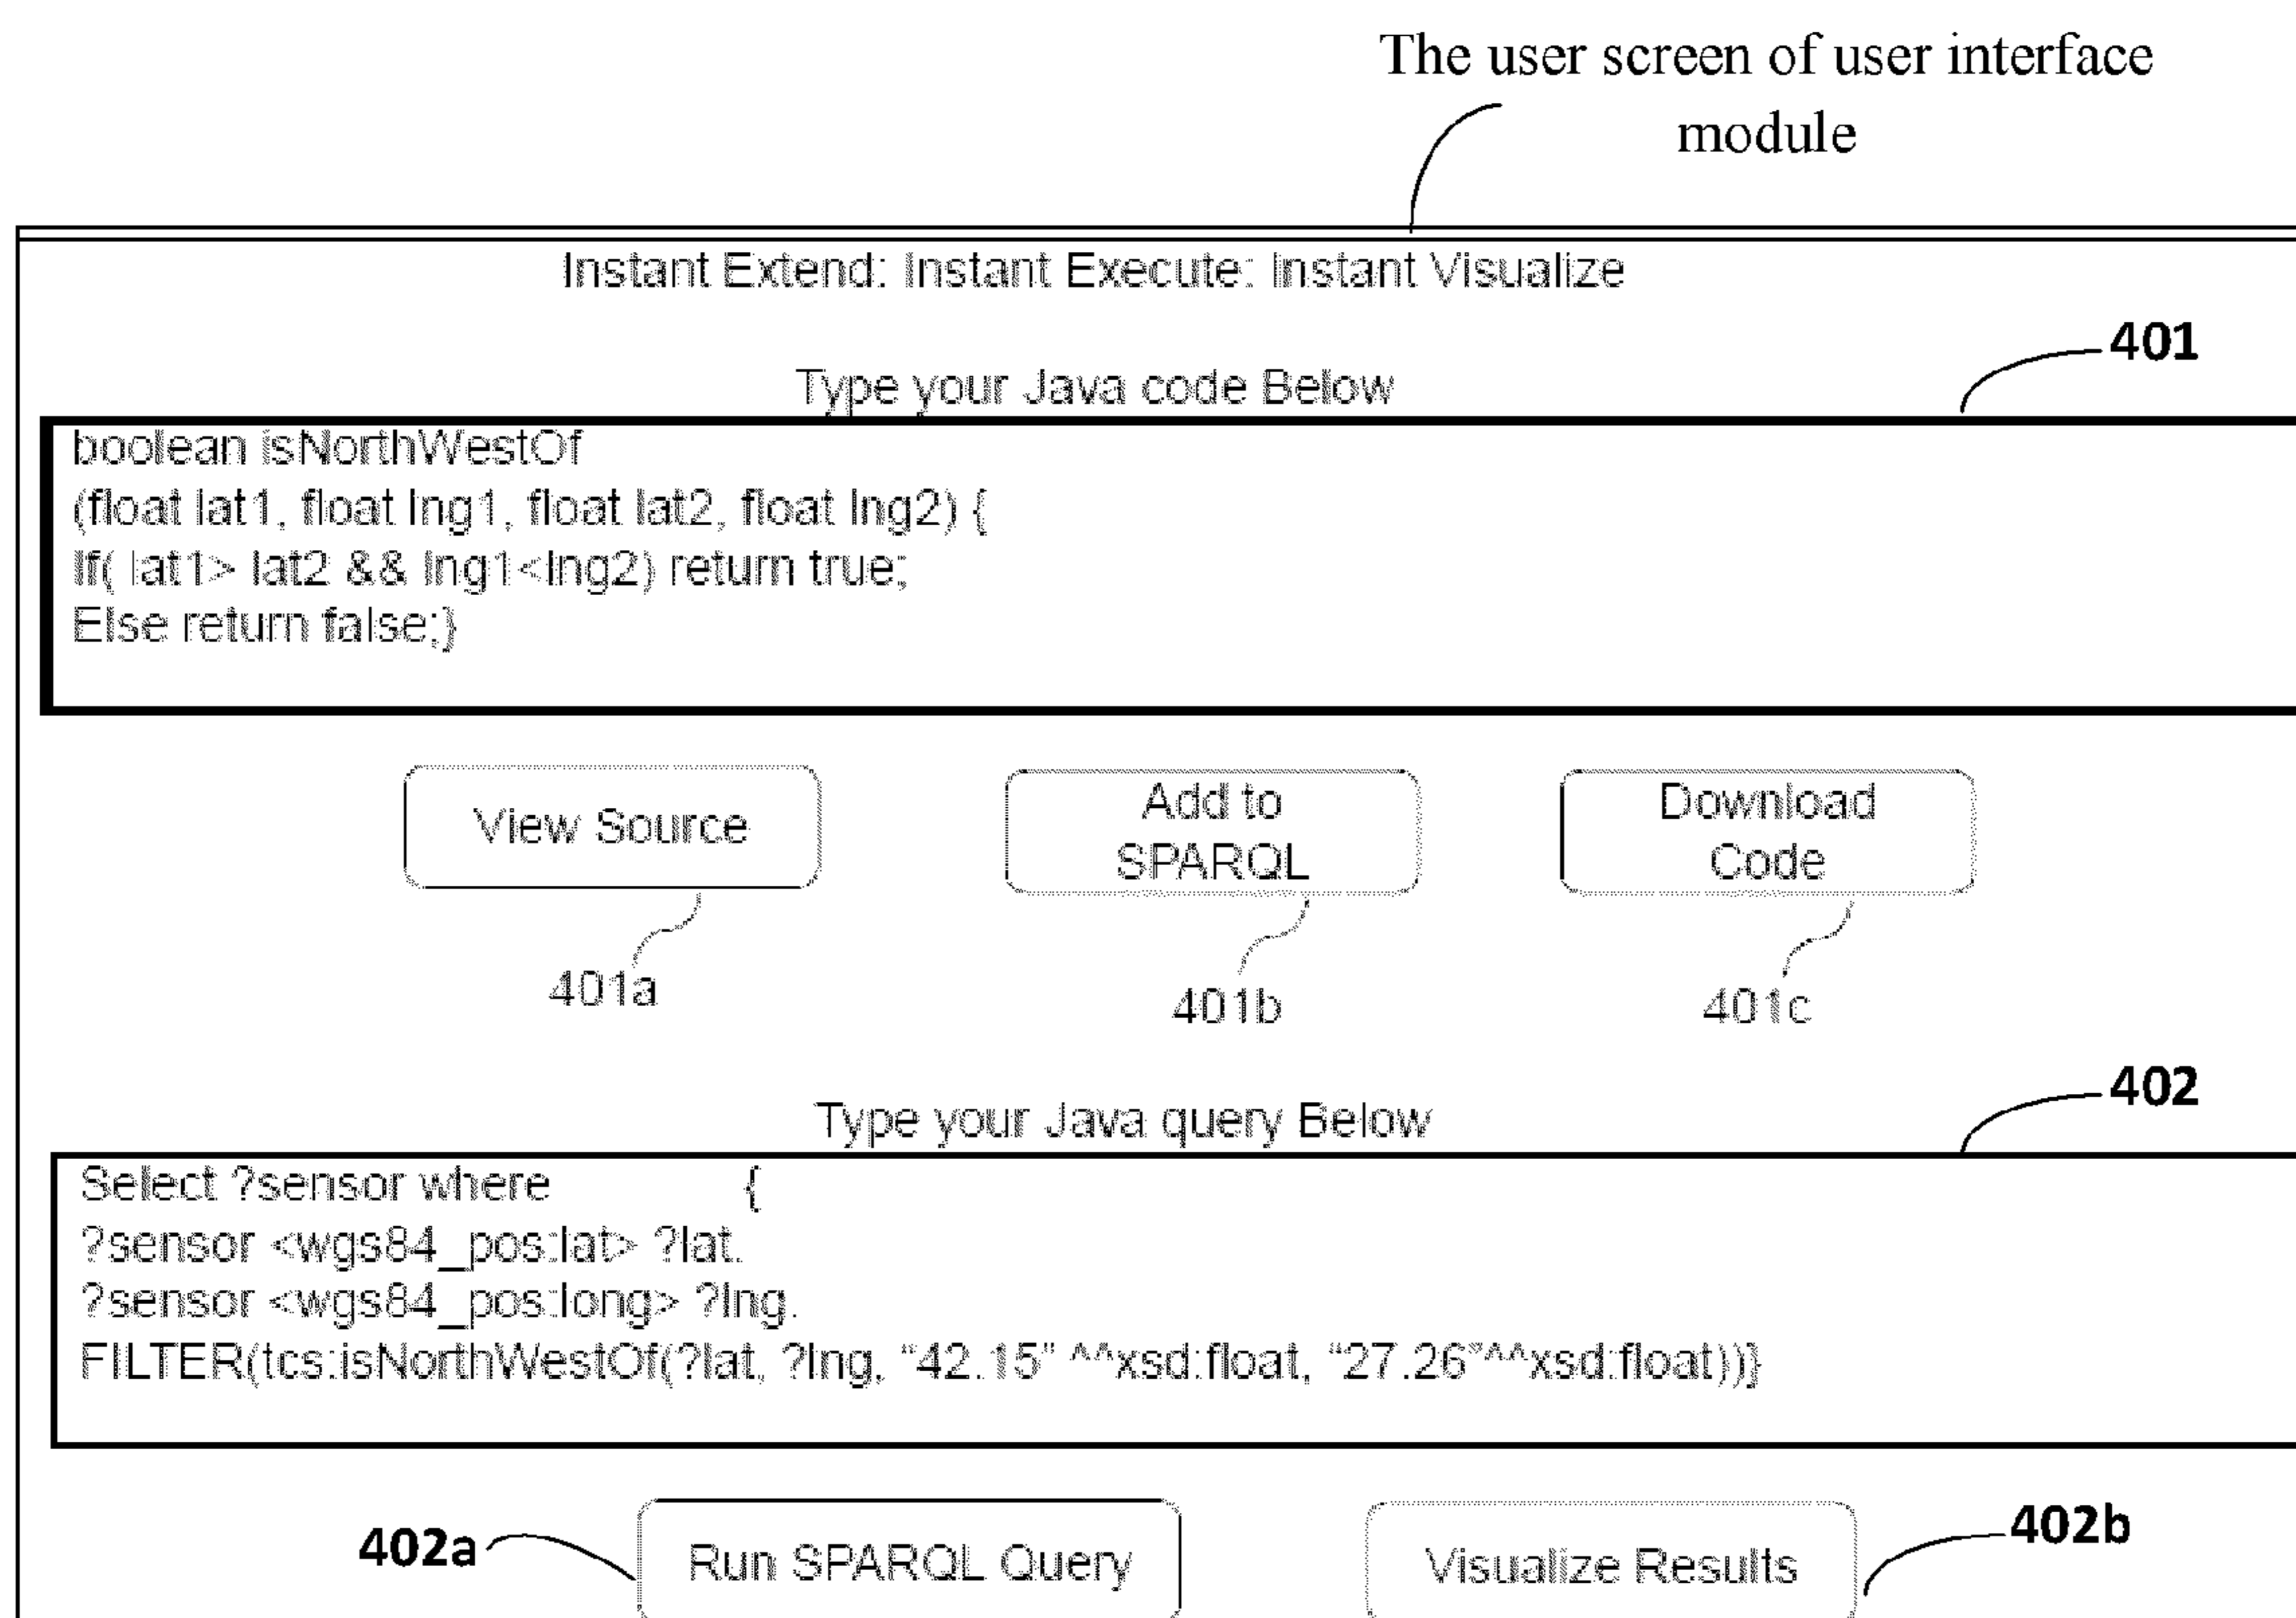 The user screen of user interface
module
Instant Extend: Instant Execute: Instant Visualize
401
Type your Java code Below
boolean isNorthWestOf
(float lat1, float lng1, float lat2, float lng2) {
If( lat1> lat2 && lng1<lng2) return true;
Else return false;}
View Source
Add to
SPARQL
Download
Code
401a
401b
401c
402
Type your Java query Below
Select ?sensor where {
?sensor <wgs84_pos:lat> ?lat.
?sensor <wgs84_pos:long> ?lng.
FILTER(tcs:isNorthWestOf(?lat, ?lng, “42.15” ^^xsd:float, “27.26”^^xsd:float))}
402a
Run SPARQL Query
Visualize Results
402b